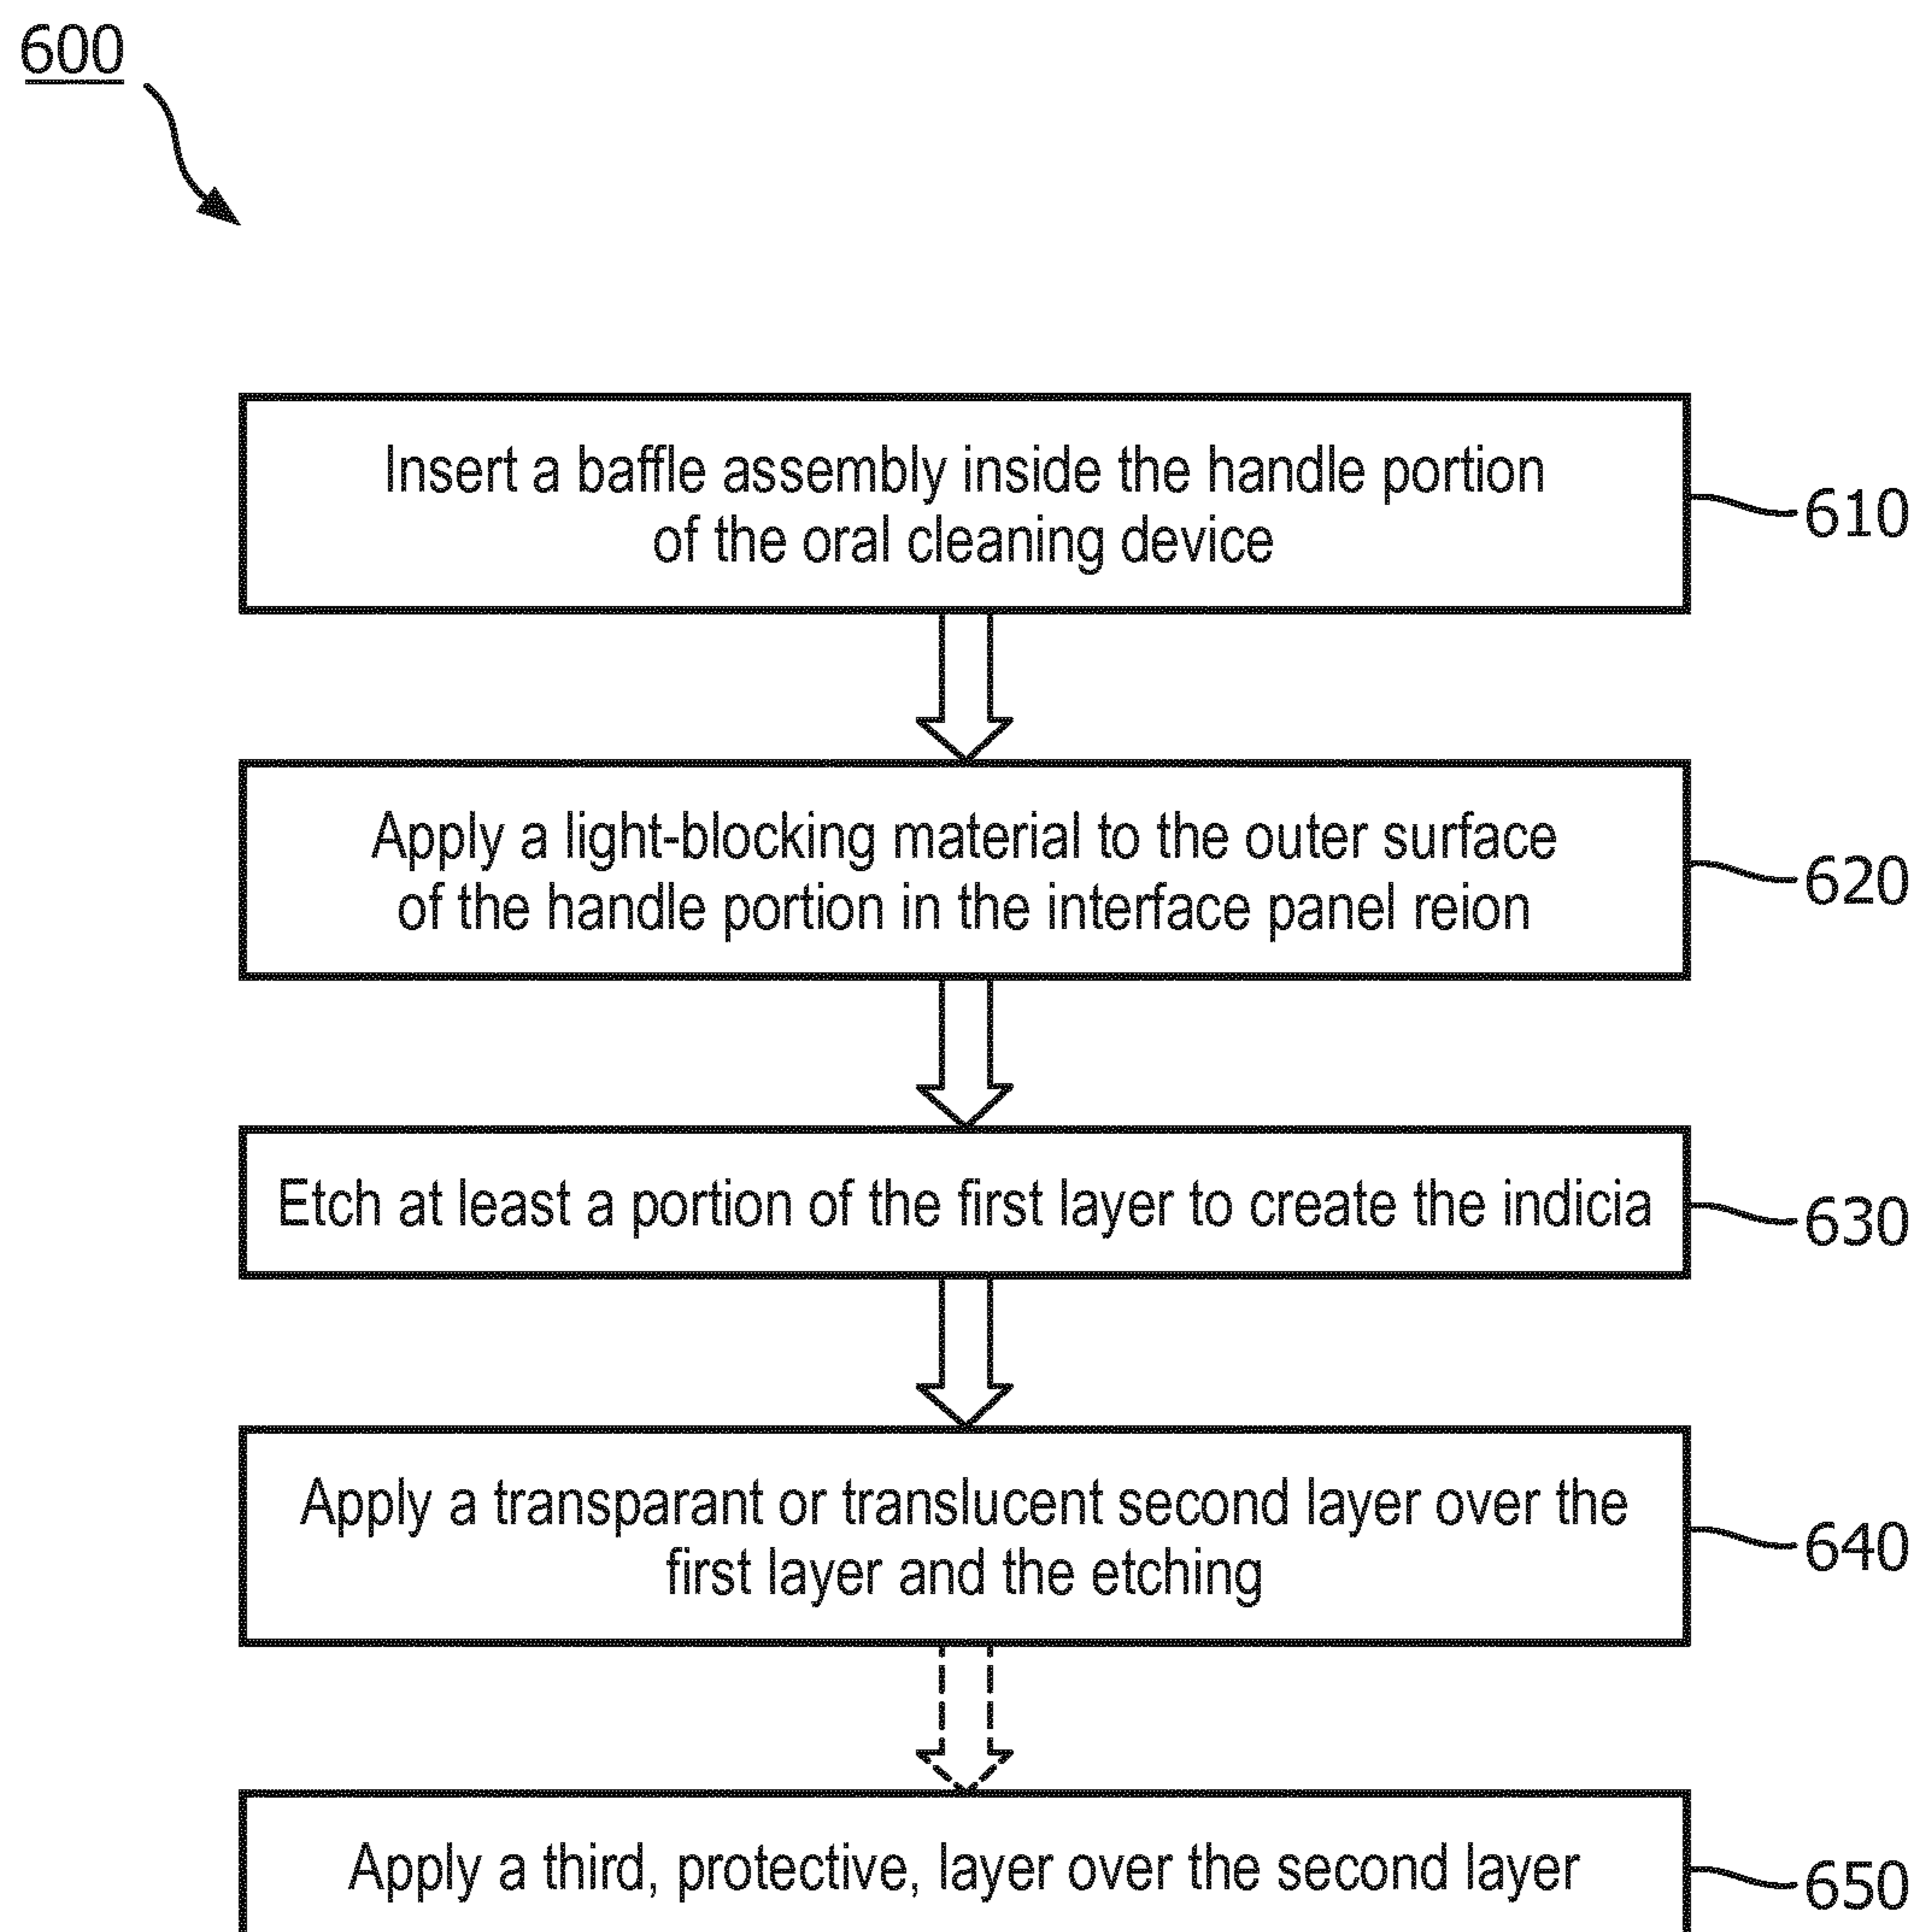 600
Insert a baffle assembly inside the handle portion
of the oral cleaning device
610
Apply a light-blocking material to the outer surface
of the handle portion in the interface panel reion
620
Etch at least a portion of the first layer to create the indicia
630
Apply a transparant or translucent second layer over the
first layer and the etching
640
Apply a third, protective, layer over the second layer
650